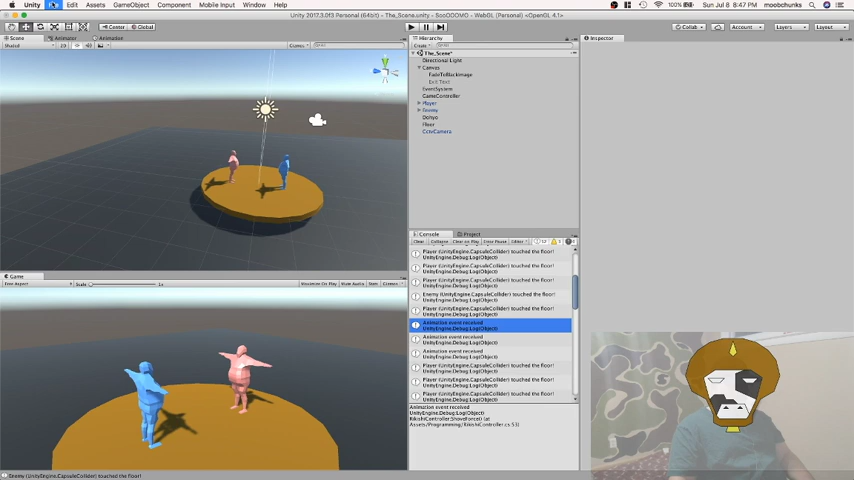 Unity
Edit
Assets
GameObject
Component
Mobile Input
Window
Help
100%
Sun Jul 8 8:47 PM
moobchunks
Unity 2017.3.0f3 Personal (64bit) - The_Scene.unity - SooOOOMO - WebGL (Personal) <OpenGL 4.1>
Center
Global
Collab
Account
Layers
Layout
Scene
Animator
Animation
Shaded
2D
Gizmos
Hierarchy
Create
The_Scene*
Directional Light
Canvas
FadeToBlackImage
Exit Text
EventSystem
GameController
Player
Enemy
Dohyo
Floor
CctvCamera
Inspector
Console
Project
Clear
Collapse
Clear on Play
Error Pause
Editor
Player (UnityEngine.CapsuleCollider) touched the floor!
UnityEngine.Debug:Log(Object)
Player (UnityEngine.CapsuleCollider) touched the floor!
UnityEngine.Debug:Log(Object)
Player (UnityEngine.CapsuleCollider) touched the floor!
UnityEngine.Debug:Log(Object)
Enemy (UnityEngine.CapsuleCollider) touched the floor!
UnityEngine.Debug:Log(Object)
Player (UnityEngine.CapsuleCollider) touched the floor!
UnityEngine.Debug:Log(Object)
Animation event received
UnityEngine.Debug:Log(Object)
Animation event received
UnityEngine.Debug:Log(Object)
Animation event received
UnityEngine.Debug:Log(Object)
Player (UnityEngine.CapsuleCollider) touched the floor!
UnityEngine.Debug:Log(Object)
Player (UnityEngine.CapsuleCollider) touched the floor!
UnityEngine.Debug:Log(Object)
Player (UnityEngine.CapsuleCollider) touched the floor!
UnityEngine.Debug:Log(Object)
Animation event received
UnityEngine.Debug:Log(Object)
RikishiController:ShoveForce() (at
Assets/Programming/RikishiController.cs:53)
Game
Free Aspect
Scale
1x
Maximize On Play
Mute Audio
Stats
Gizmos
Enemy (UnityEngine.CapsuleCollider) touched the floor!